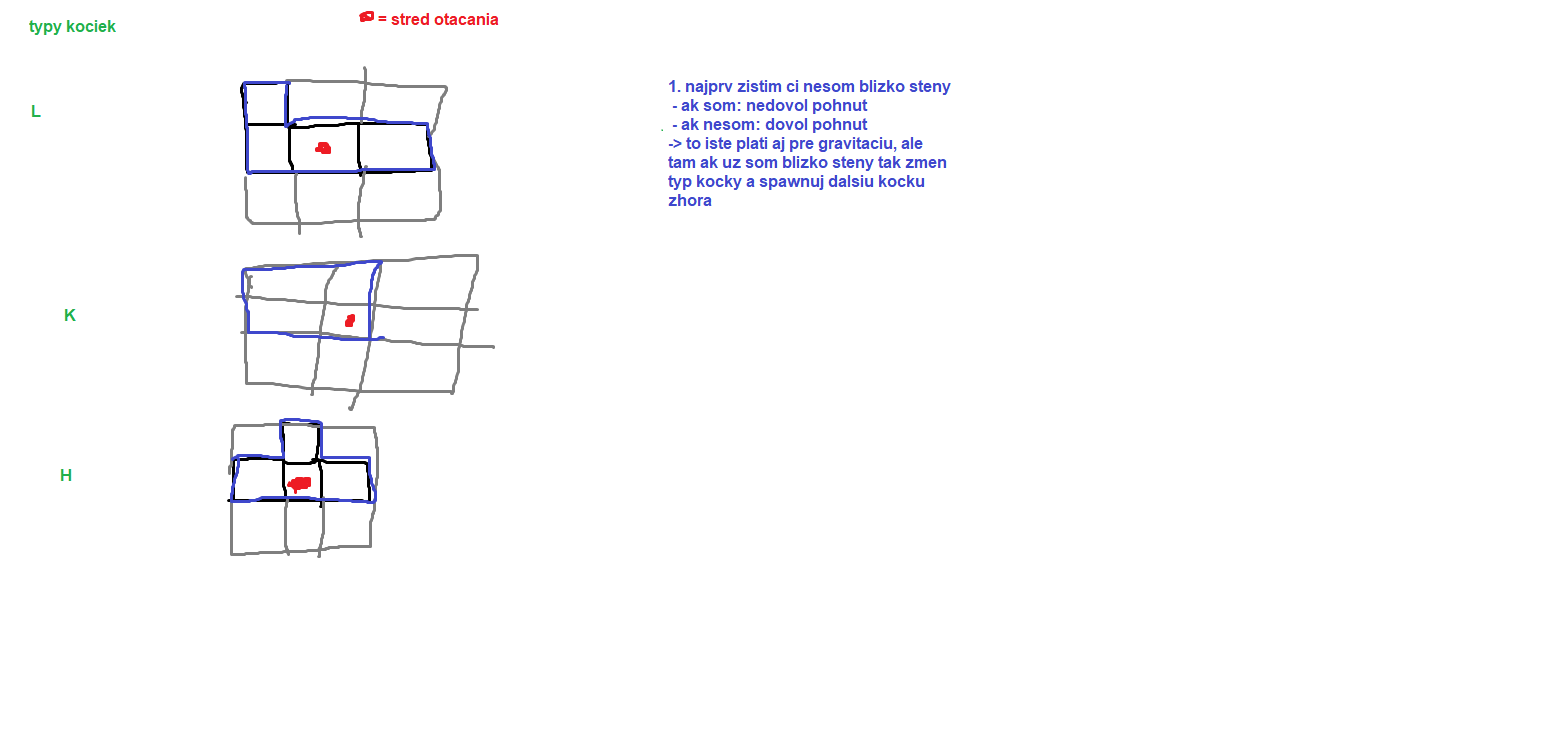 typy kociek
= stred otacania
L
1. najprv zistim ci nesom blizko steny
- ak som: nedovol pohnut
- ak nesom: dovol pohnut
-> to iste plati aj pre gravitaciu, ale
tam ak uz som blizko steny tak zmen
typ kocky a spawnuj dalsiu kocku
zhora
K
H